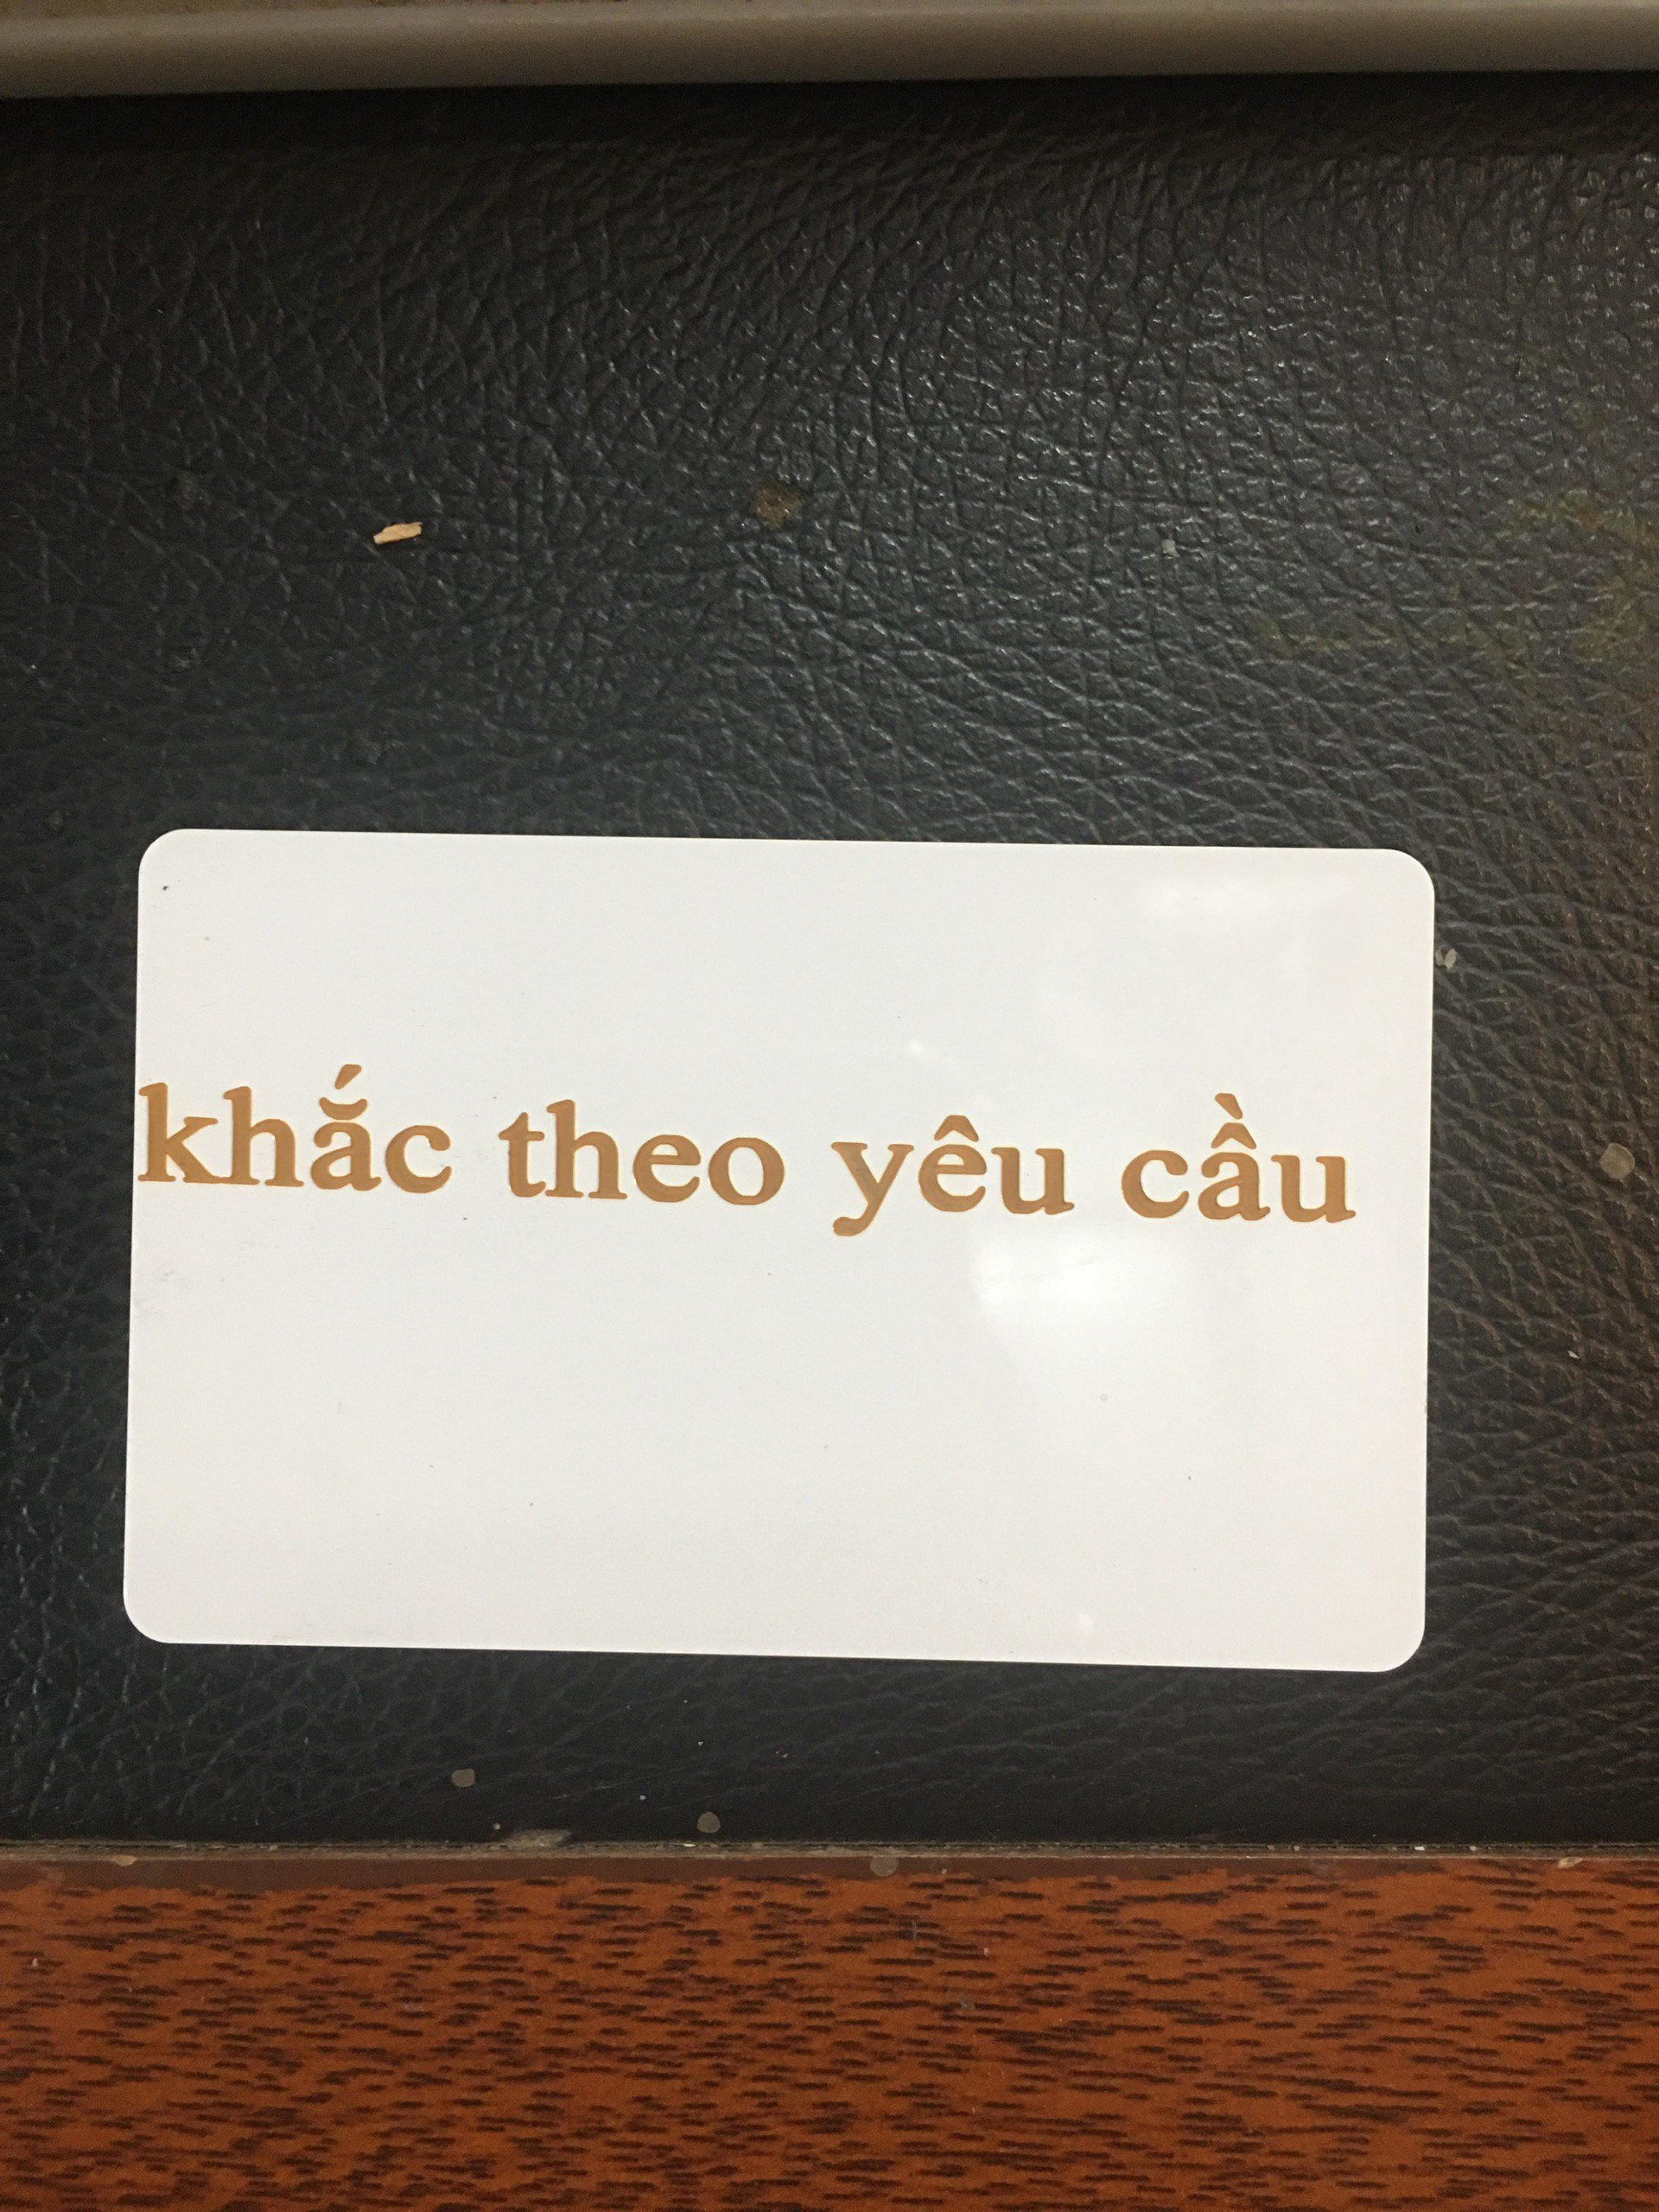 khắc theo yêu cầu